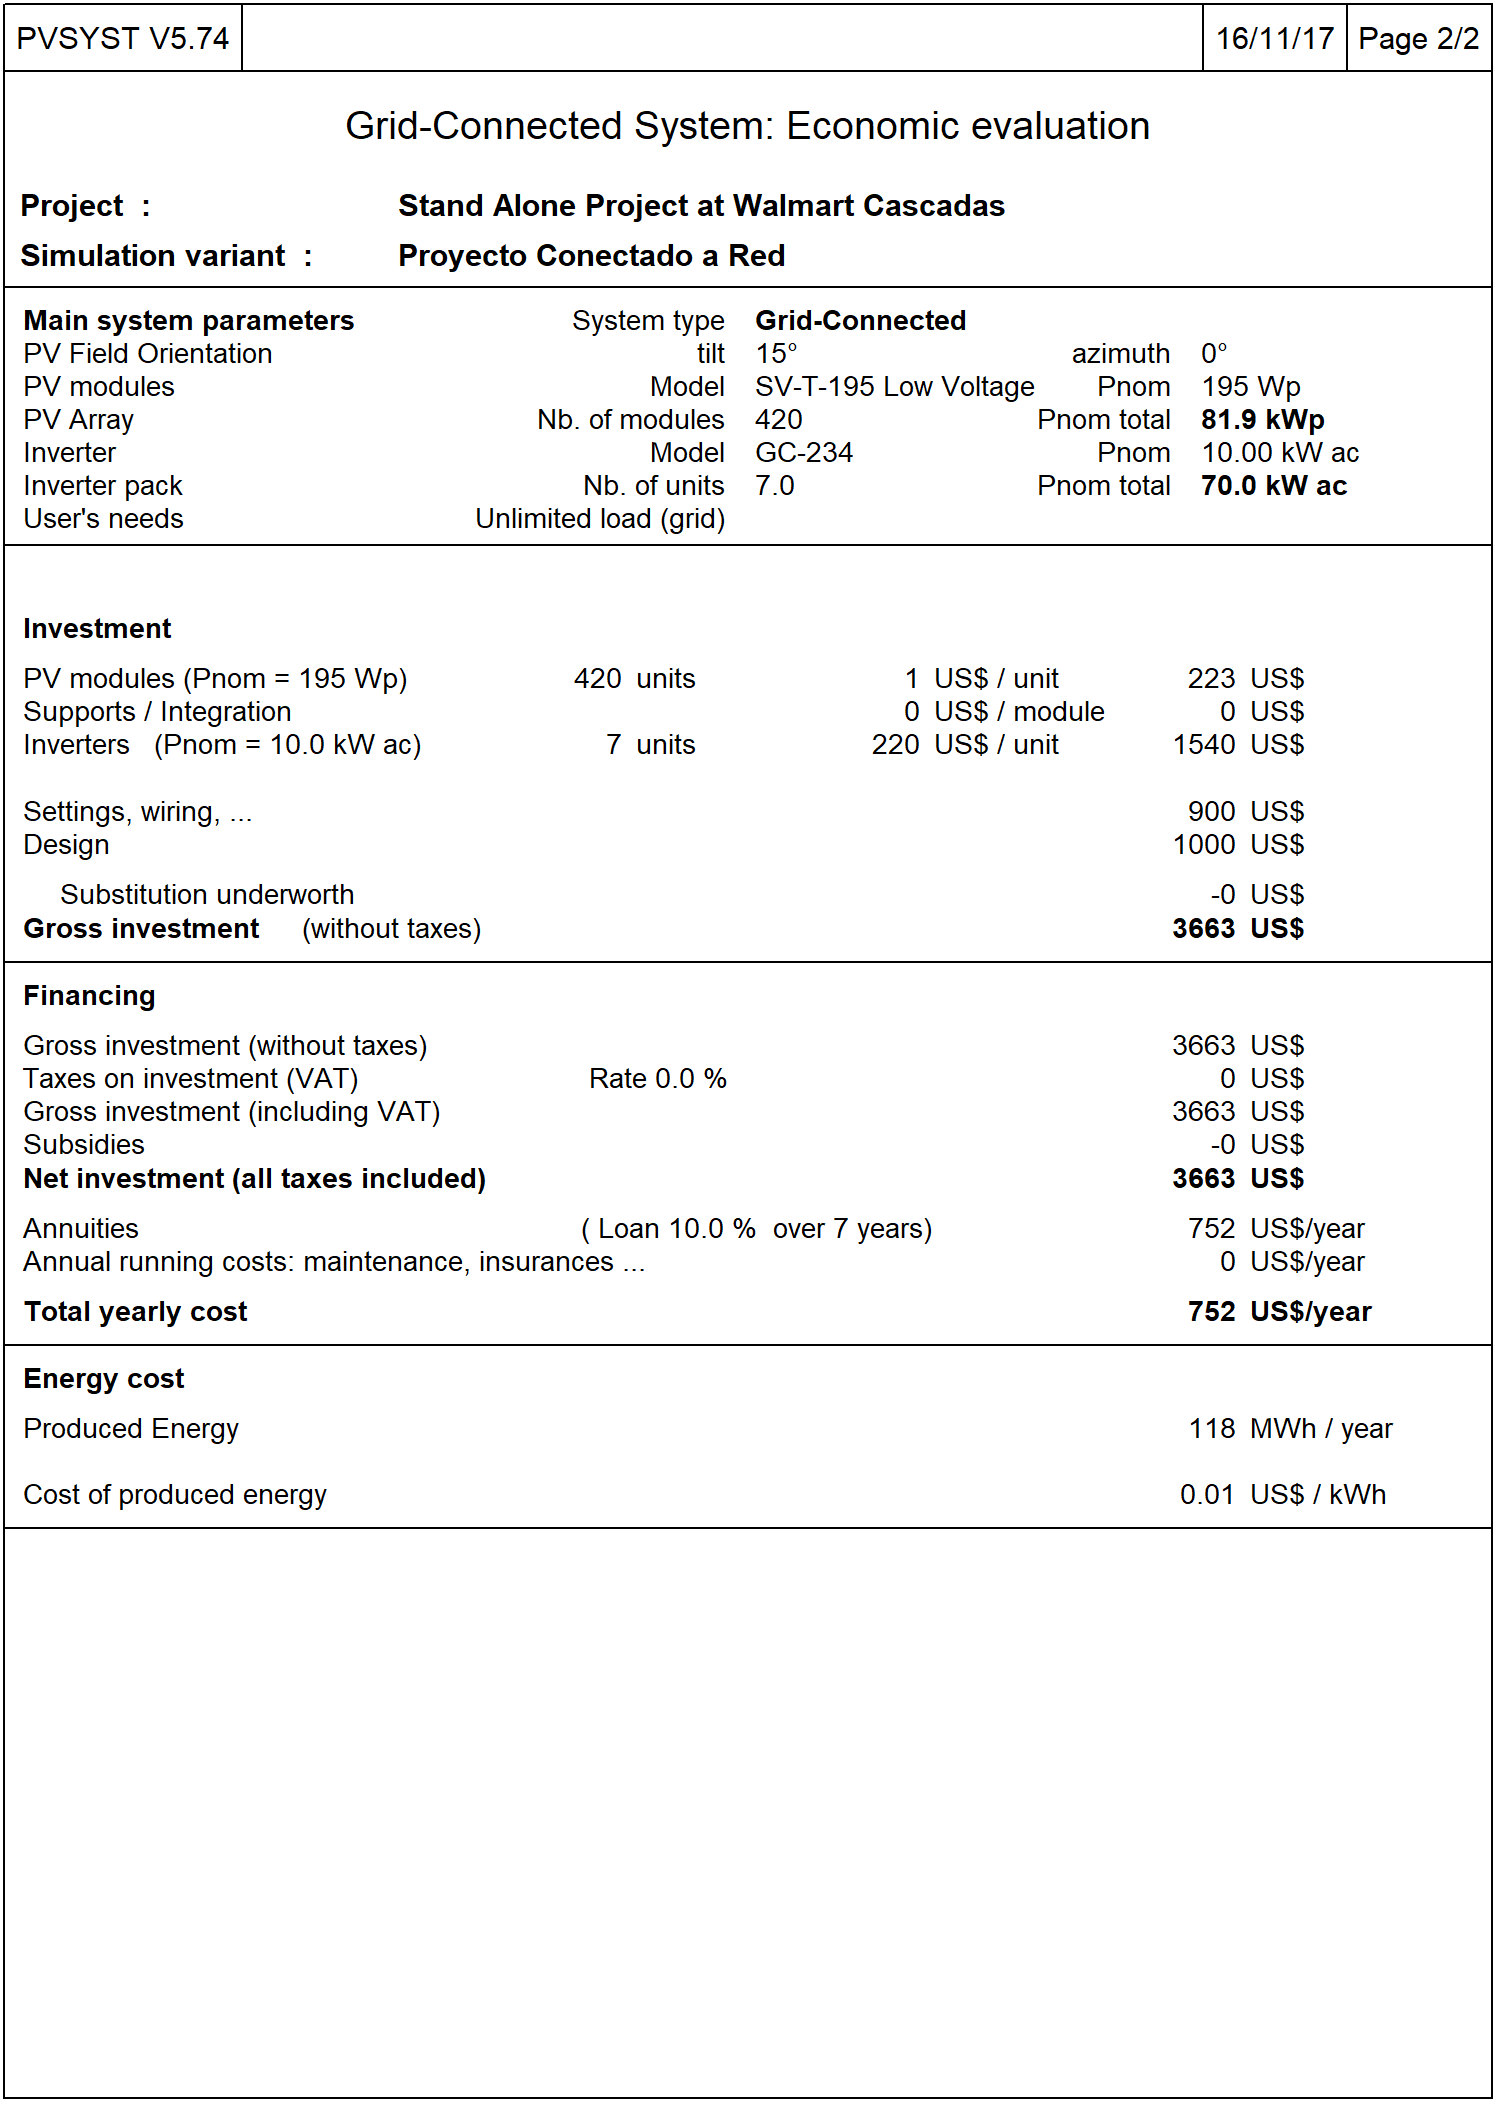 PVSYST V5.74 16/11/17 Page 2/2
Grid-Connected System: Economic evaluation
Project : Stand Alone Project at Walmart Cascadas
Simulation variant : Proyecto Conectado a Red
Main system parameters System type Grid-Connected
PV Field Orientation tilt 15° azimuth 0°
PV modules Model SV-T-195 Low Voltage Pnom 195 Wp
PV Array Nb. of modules 420 Pnom total 81.9 kWp
Inverter Model GC-234 Pnom 10.00 kW ac
Inverter pack Nb. of units 7.0 Pnom total 70.0 kW ac
User's needs Unlimited load (grid)
Investment
PV modules (Pnom = 195 Wp) 420 units 1 US$ / unit 223 US$
Supports / Integration 0 US$ / module 0 US$
Inverters (Pnom = 10.0 kW ac) 7 units 220 US$ / unit 1540 US$
Settings, wiring, ... 900 US$
Design 1000 US$
Substitution underworth -0 US$
Gross investment (without taxes) 3663 US$
Financing
Gross investment (without taxes) 3663 US$
Taxes on investment (VAT) Rate 0.0 % 0 US$
Gross investment (including VAT) 3663 US$
Subsidies -0 US$
Net investment (all taxes included) 3663 US$
Annuities ( Loan 10.0 % over 7 years) 752 US$/year
Annual running costs: maintenance, insurances ... 0 US$/year
Total yearly cost 752 US$/year
Energy cost
Produced Energy 118 MWh / year
Cost of produced energy 0.01 US$ / kWh